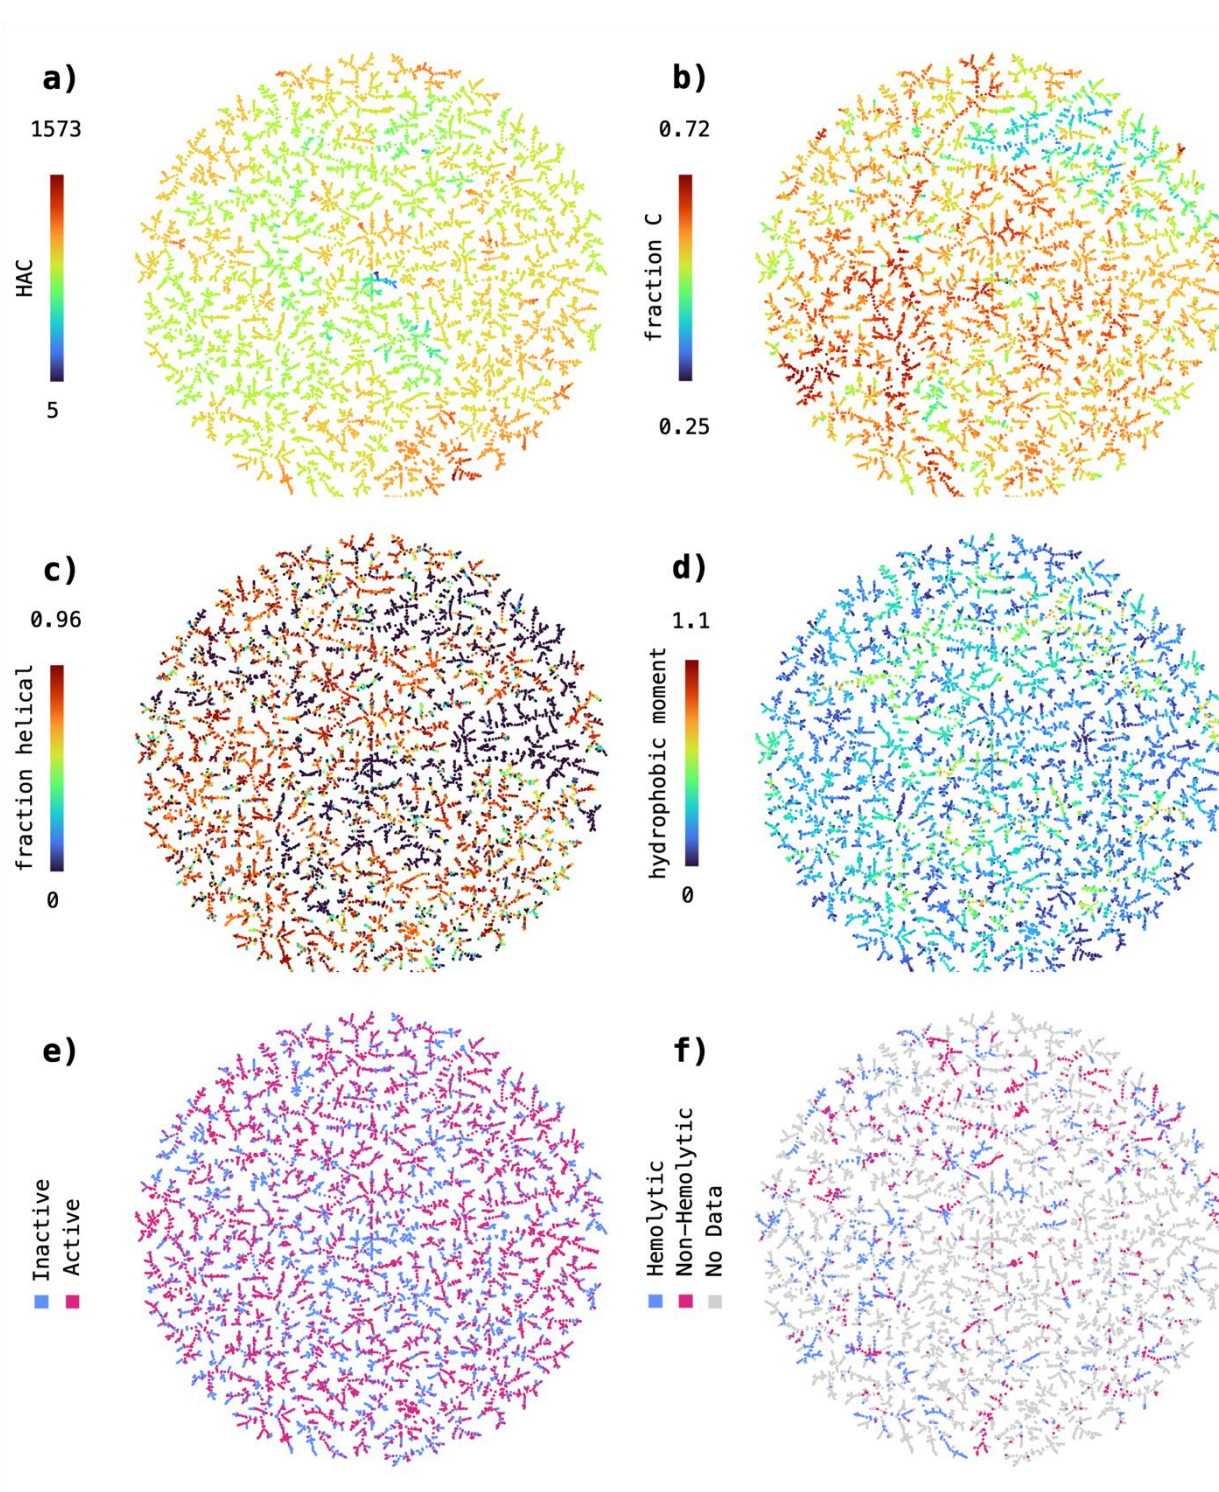 a)
1573
HAC
5
b)
0.72
fraction C
0.25
c)
0.96
fraction helical
0
d)
1.1
hydrophobic moment
0
e)
Inactive
Active
f)
Hemolytic
Non-Hemolytic
No Data